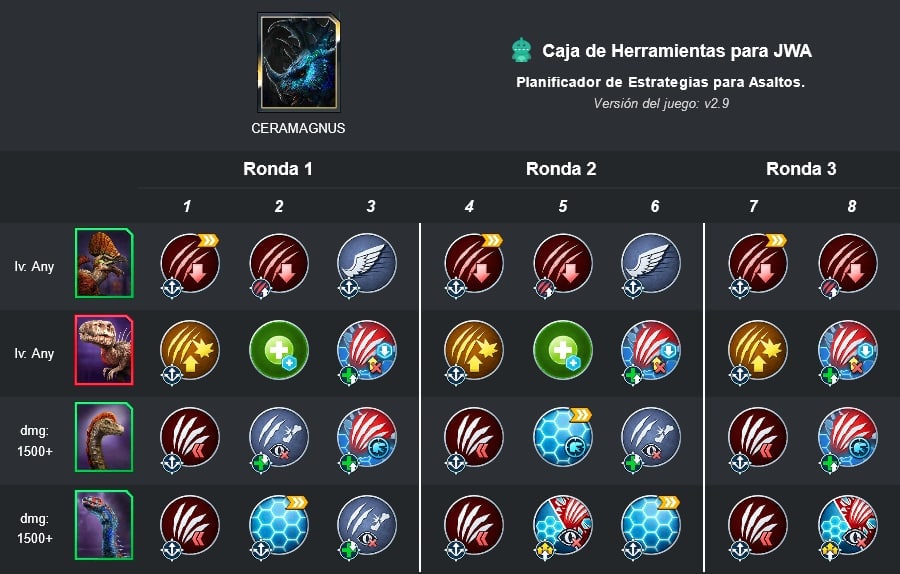 Caja de Herramientas para JWA
Planificador de Estrategias para Asaltos.
Versión del juego: v2.9
CERAMAGNUS
Ronda 1 Ronda 2 Ronda 3
1 2 3 4 5 6 7 8
lv: Any
lv: Any
dmg:
1500+
dmg:
1500+